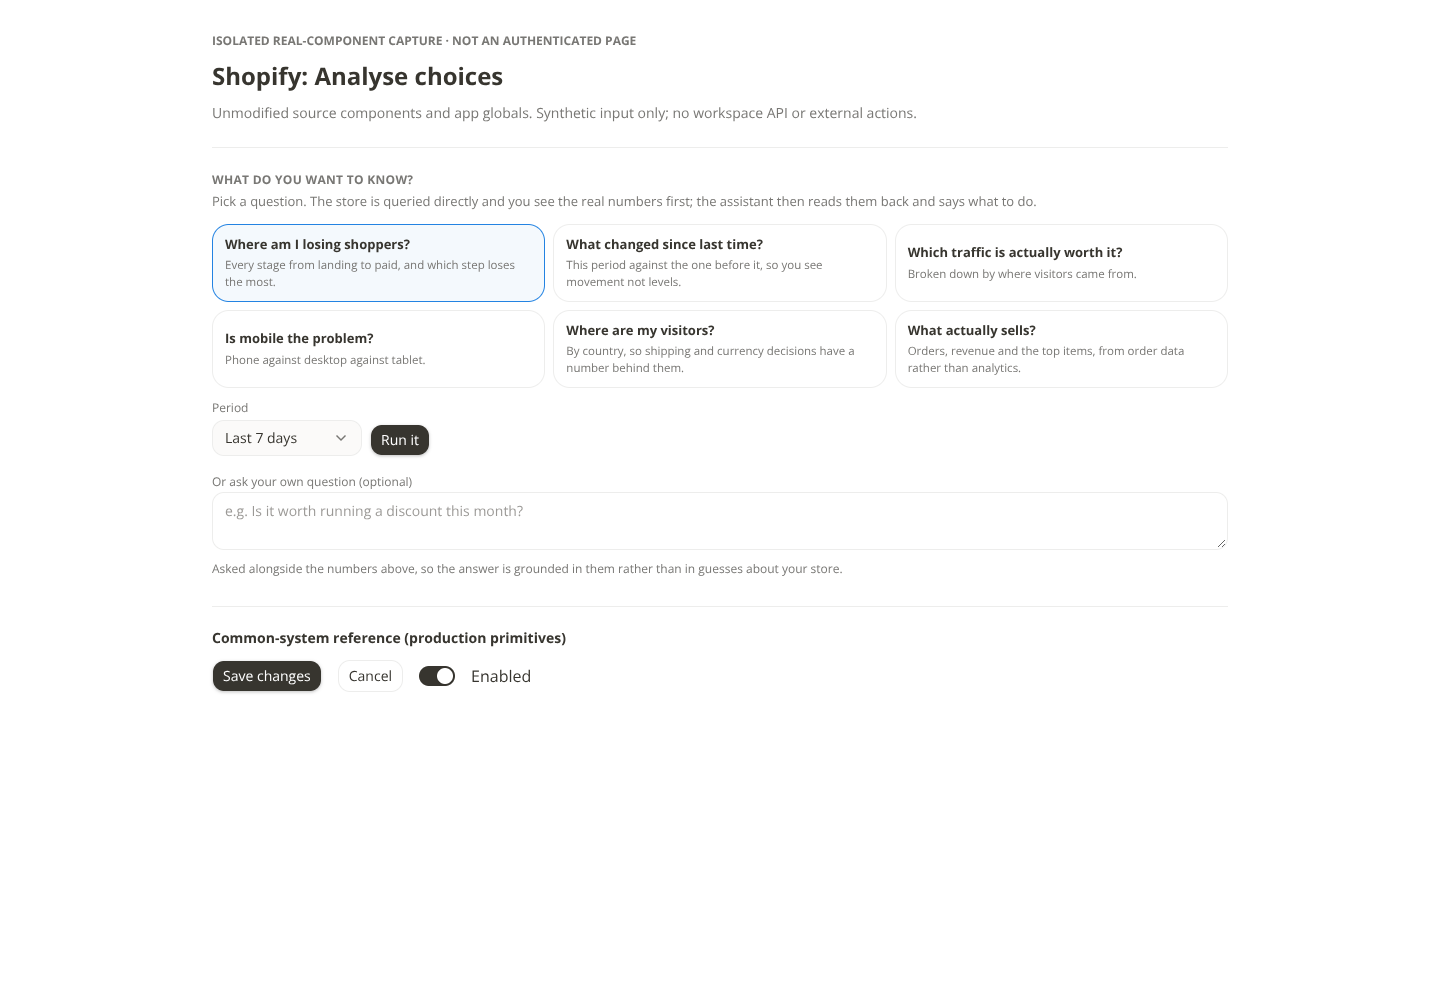 ISOLATED REAL-COMPONENT CAPTURE · NOT AN AUTHENTICATED PAGE
Shopify: Analyse choices
Unmodified source components and app globals. Synthetic input only; no workspace API or external actions.
WHAT DO YOU WANT TO KNOW?
Pick a question. The store is queried directly and you see the real numbers first; the assistant then reads them back and says what to do.
Where am I losing shoppers?
Every stage from landing to paid, and which step loses
the most.
What changed since last time?
This period against the one before it, so you see
movement not levels.
Which traffic is actually worth it?
Broken down by where visitors came from.
Is mobile the problem?
Phone against desktop against tablet.
Where are my visitors?
By country, so shipping and currency decisions have a
number behind them.
What actually sells?
Orders, revenue and the top items, from order data
rather than analytics.
Period
Last 7 days
Run it
Or ask your own question (optional)
e.g. Is it worth running a discount this month?
Asked alongside the numbers above, so the answer is grounded in them rather than in guesses about your store.
Common-system reference (production primitives)
Save changes
Cancel
Enabled